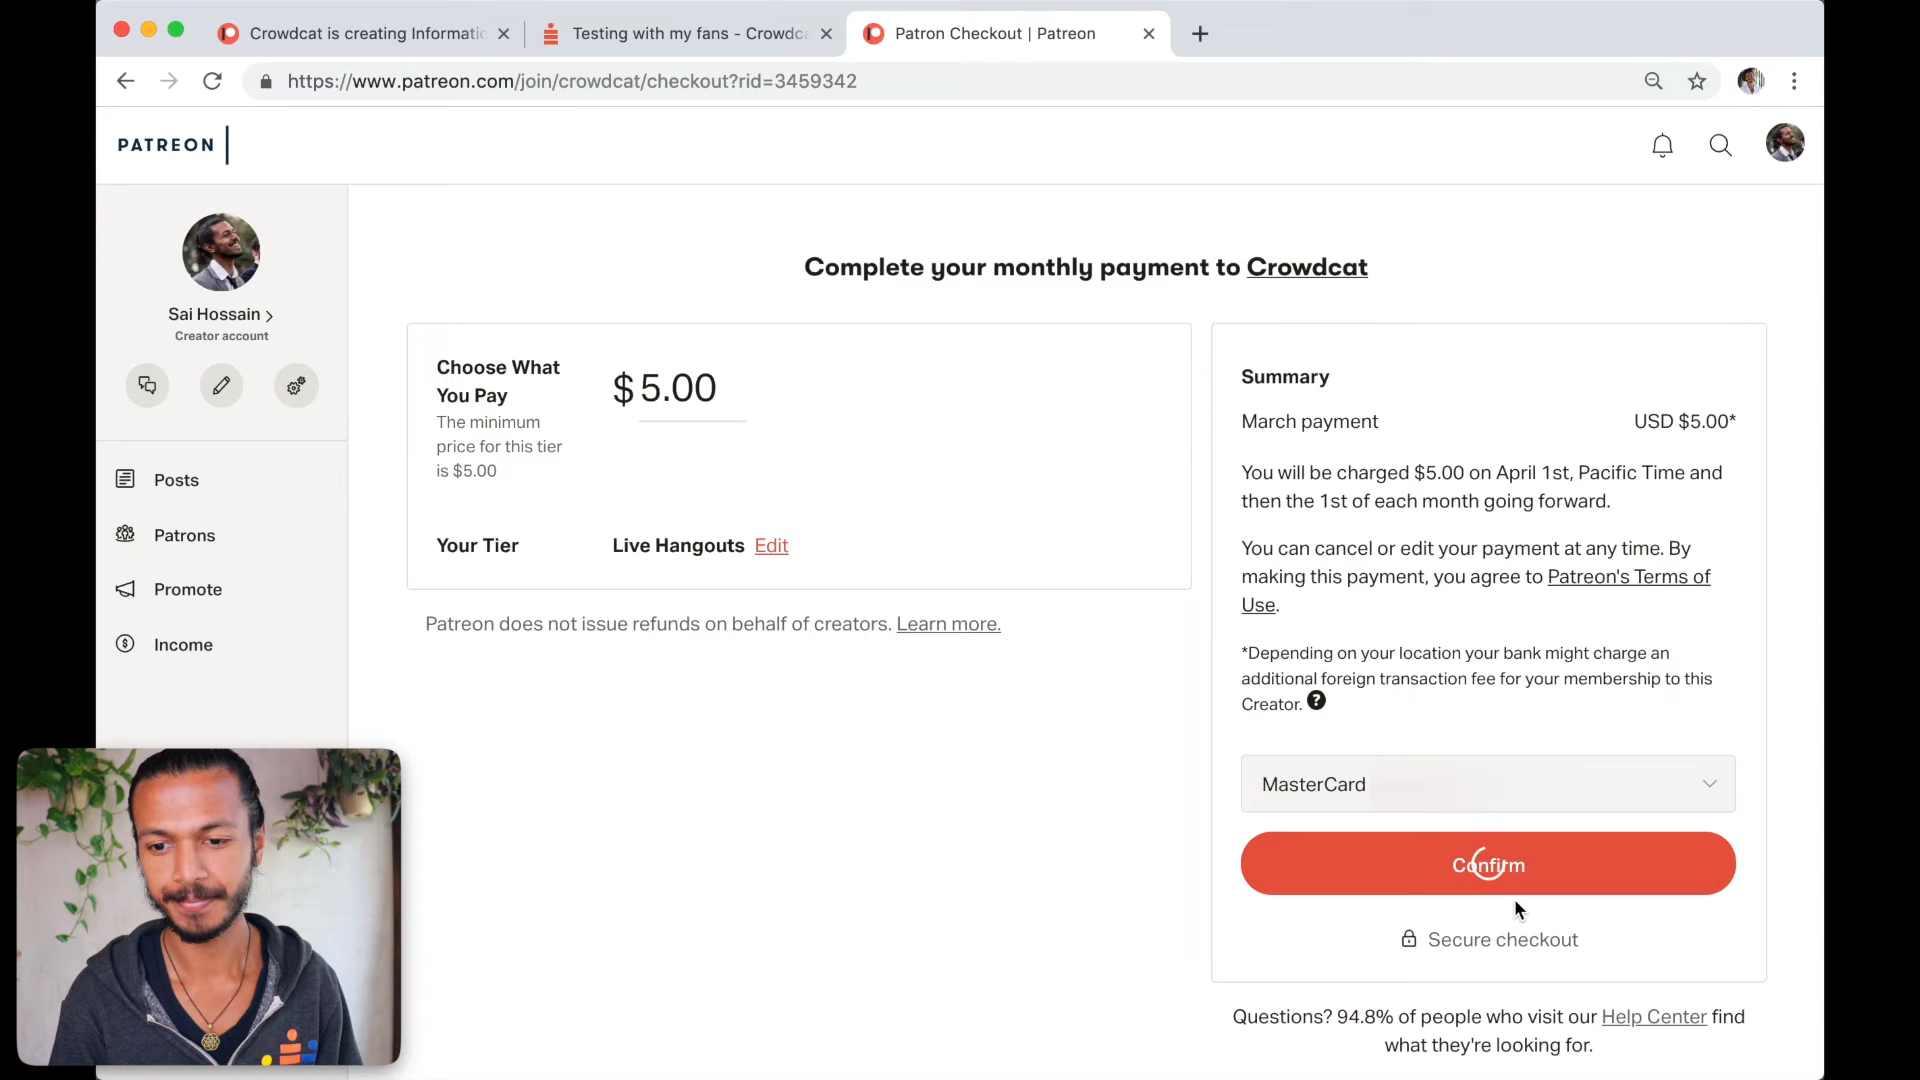 Crowdcat is creating Informatio
Testing with my fans - Crowdca
Patron Checkout | Patreon
https://www.patreon.com/join/crowdcat/checkout?rid=3459342
PATREON
Sai Hossain
Creator account
Posts
Patrons
Promote
Income
Complete your monthly payment to Crowdcat
Choose What
You Pay
$ 5.00
The minimum
price for this tier
is $5.00
Your Tier
Live Hangouts Edit
Patreon does not issue refunds on behalf of creators. Learn more.
Summary
March payment USD $5.00*
You will be charged $5.00 on April 1st, Pacific Time and
then the 1st of each month going forward.
You can cancel or edit your payment at any time. By
making this payment, you agree to Patreon's Terms of
Use.
*Depending on your location your bank might charge an
additional foreign transaction fee for your membership to this
Creator. ?
MasterCard
Confirm
Secure checkout
Questions? 94.8% of people who visit our Help Center find
what they're looking for.